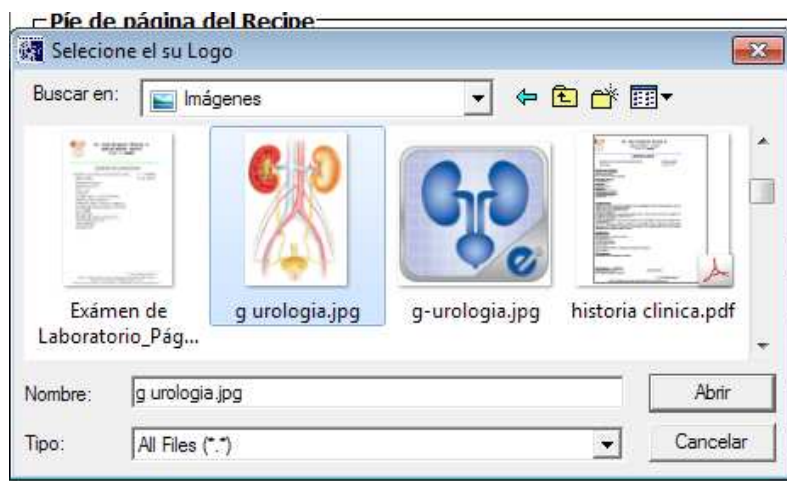 Píe de página del Recipe
Selecione el su Logo
Buscar en:
Imágenes
Exámen de
Laboratorio_Pág...
g urologia.jpg
g-urologia.jpg
historia clinica.pdf
Nombre:
g urologia.jpg
Abrir
Tipo:
All Files (*.*)
Cancelar